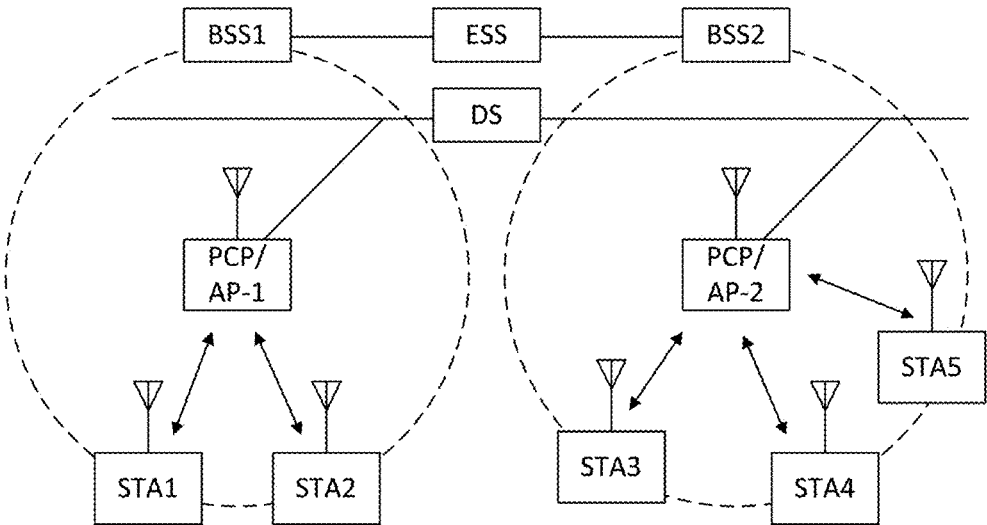 BSS1
ESS
BSS2
DS
PCP/
AP-1
PCP/
AP-2
STA5
STA1
STA2
STA3
STA4